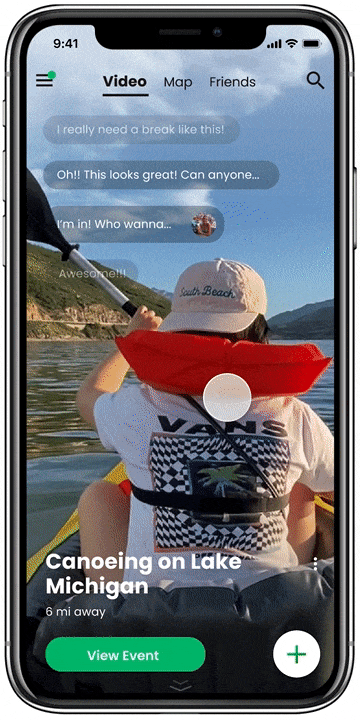 9:41
Video Map Friends
I really need a break like this!
Oh!! This looks great! Can anyone...
I'm in! Who wanna...
Awesome!!!
South Beach
VANS
Canoeing on Lake
Michigan
6 mi away
View Event